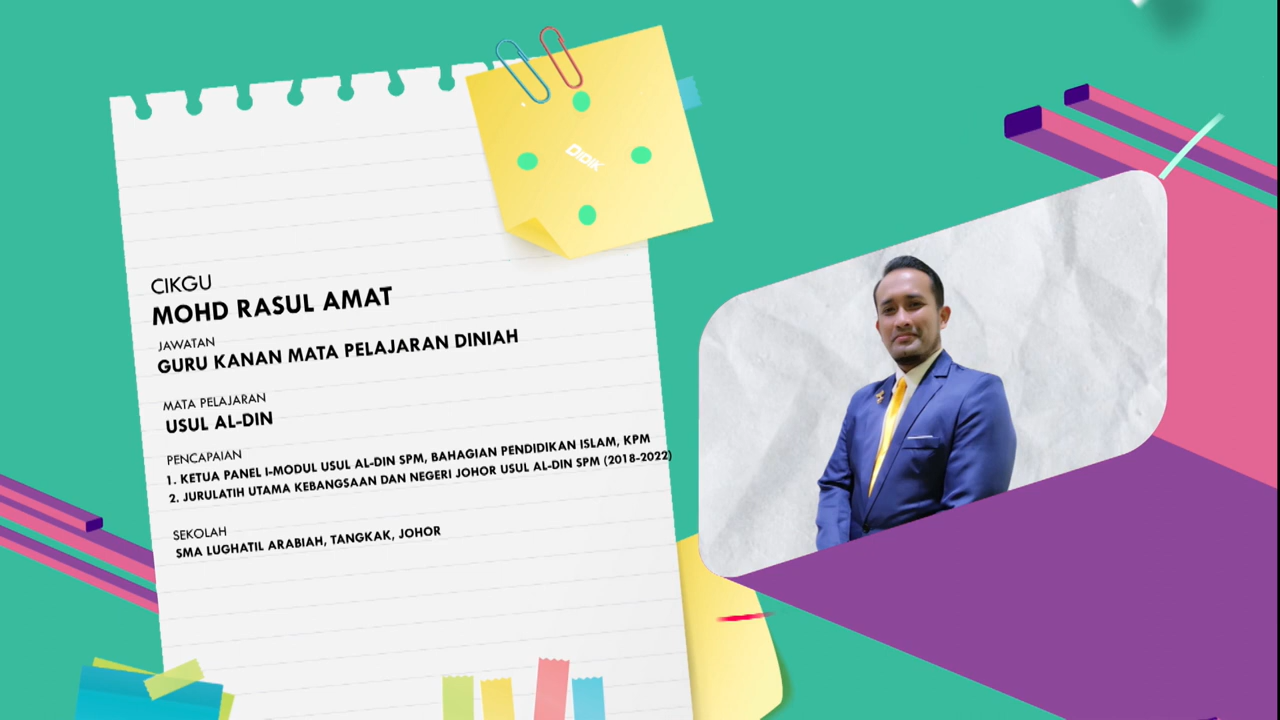 DIDIK
CIKGU
MOHD RASUL AMAT
JAWATAN
GURU KANAN MATA PELAJARAN DINIAH
MATA PELAJARAN
USUL AL-DIN
PENCAPAIAN
1. KETUA PANEL I-MODUL USUL AL-DIN SPM, BAHAGIAN PENDIDIKAN ISLAM, KPM
2. JURULATIH UTAMA KEBANGSAAN DAN NEGERI JOHOR USUL AL-DIN SPM (2018-2022)
SEKOLAH
SMA LUGHATIL ARABIAH, TANGKAK, JOHOR